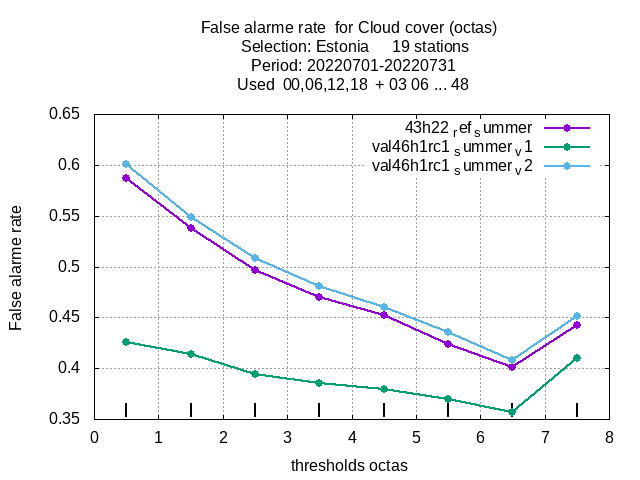 False alarme rate for Cloud cover (octas)
Selection: Estonia 19 stations
Period: 20220701-20220731
Used 00,06,12,18 + 03 06 ... 48
0.65
0.6
0.55
0.5
0.45
0.4
0.35
False alarme rate
43h22 ref summer
val46h1rc1 summer v1
val46h1rc1 summer v2
0 1 2 3 4 5 6 7 8
thresholds octas